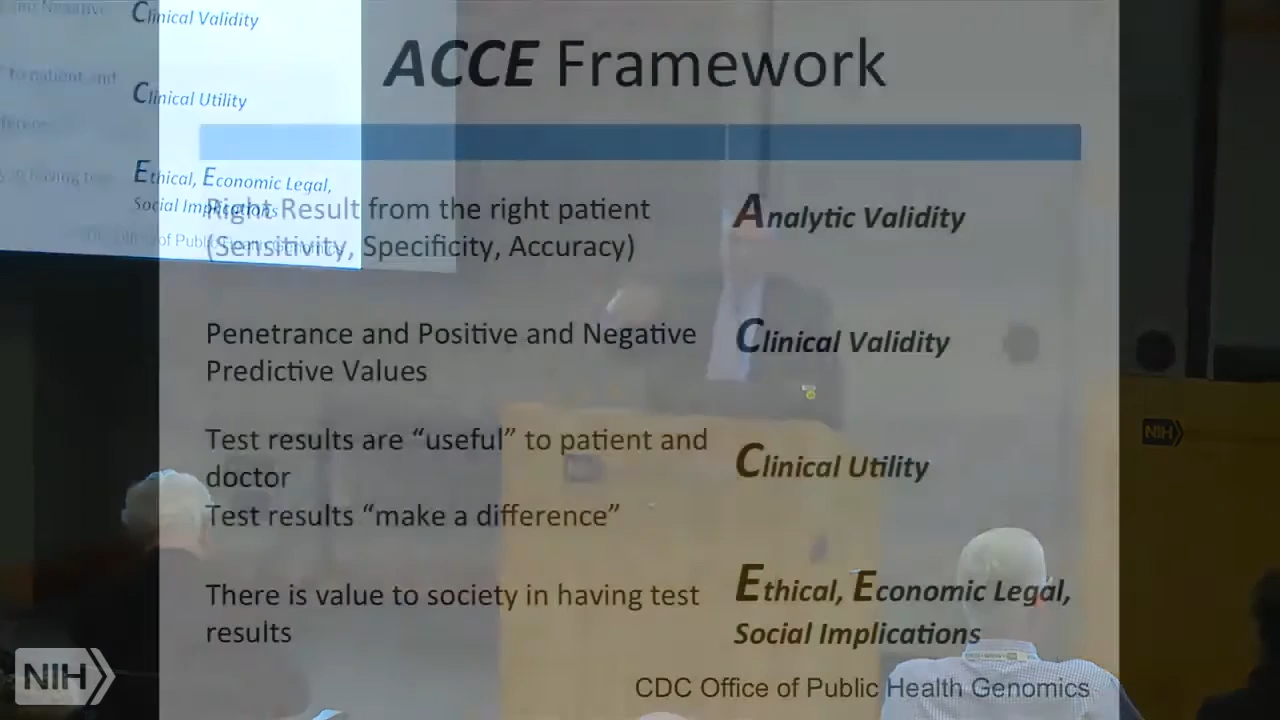 Clinical Validity
Clinical Utility
Ethical, Economic Legal,
Social Implications
ACCE Framework
Right Result from the right patient
(Sensitivity, Specificity, Accuracy)
Analytic Validity
Penetrance and Positive and Negative
Predictive Values
Clinical Validity
Test results are “useful” to patient and
doctor
Test results “make a difference”
Clinical Utility
There is value to society in having test
results
Ethical, Economic Legal,
Social Implications
CDC Office of Public Health Genomics
NIH
NIH